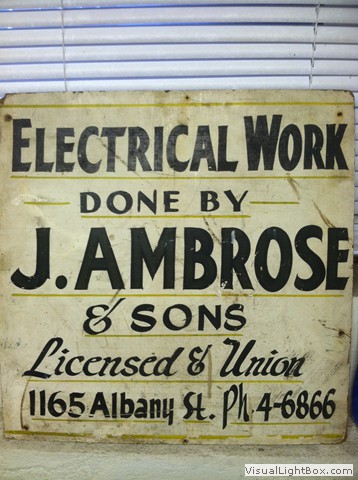 ELECTRICAL WORK
DONE BY
J. AMBROSE
& SONS
Licensed & Union
1165 Albany St. Ph. 4-6866
VisualLightBox.com